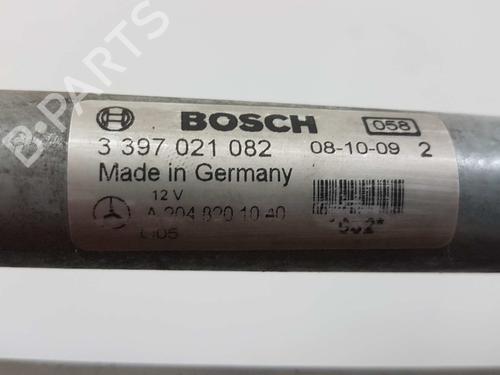 B-PARTS
BOSCH 058
3 397 021 082 08-10-09 2
Made in Germany
12 V
A 204 820 10 40